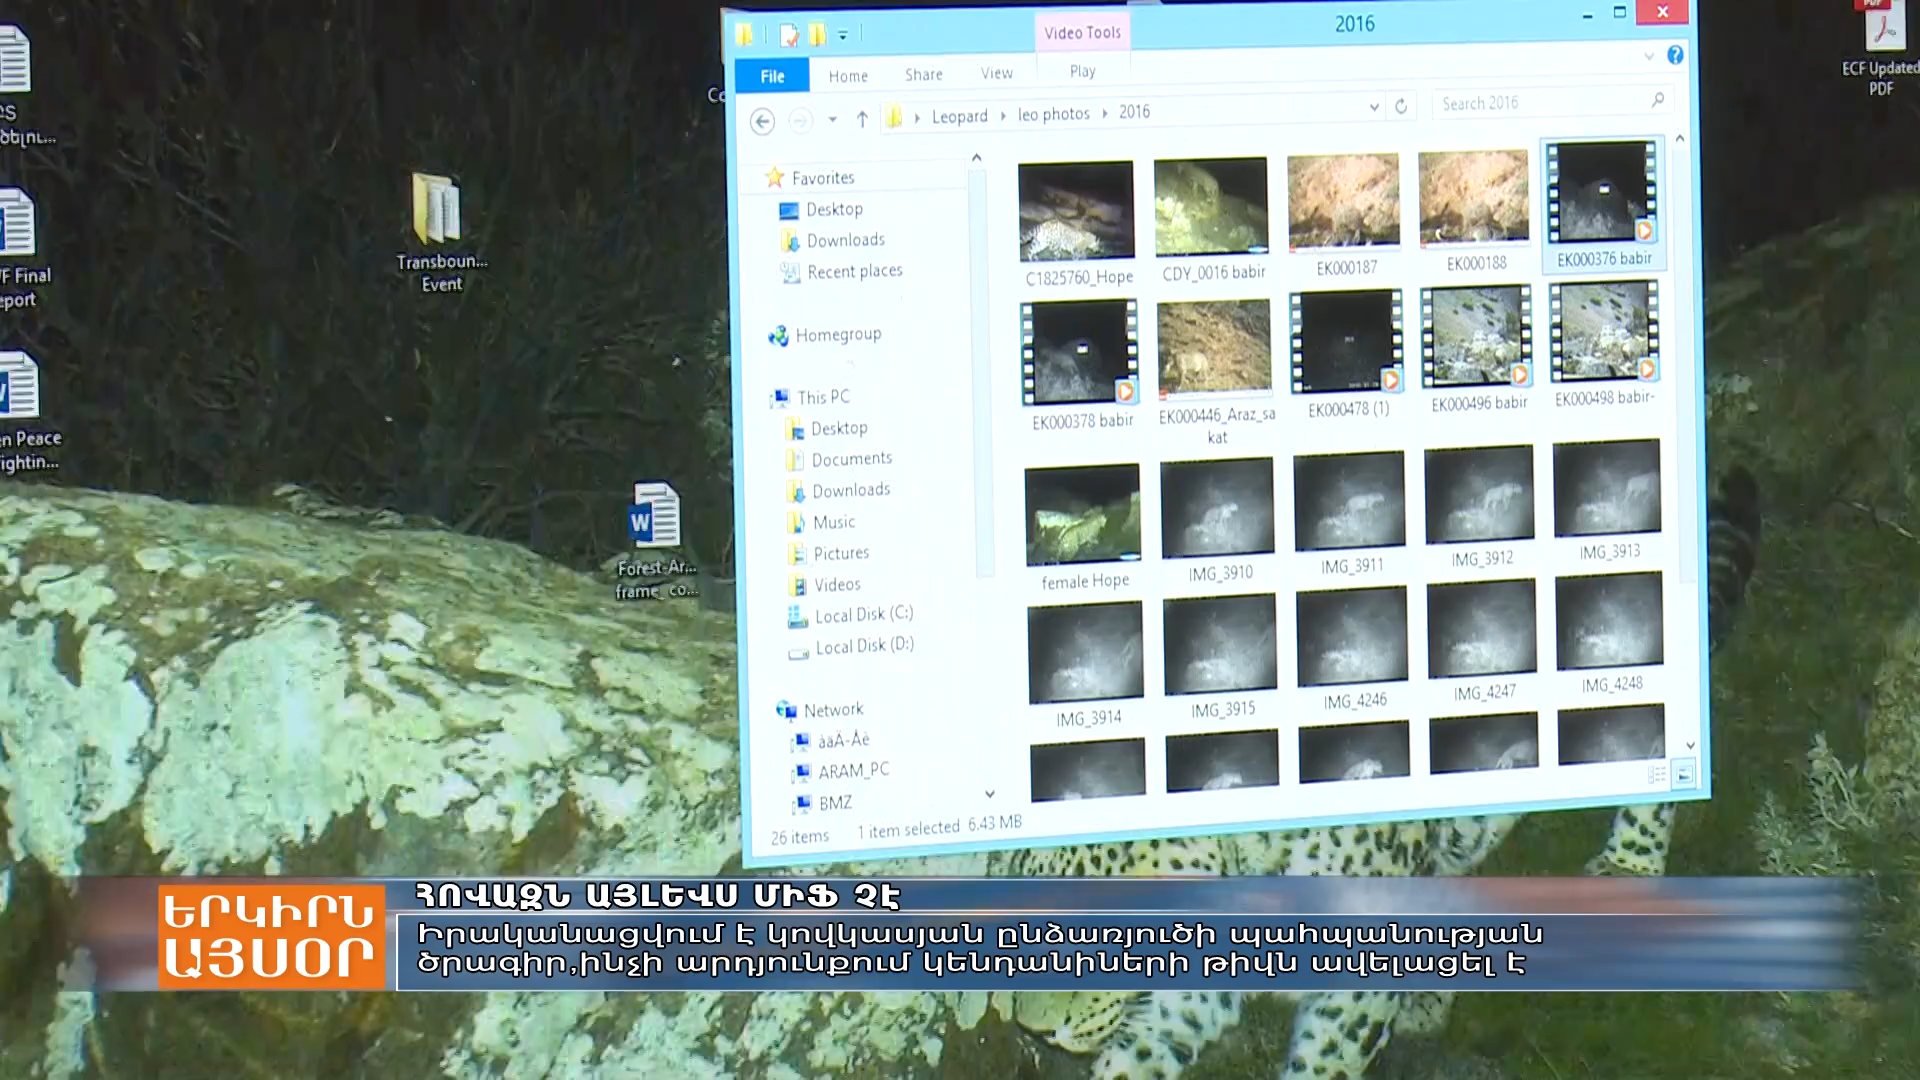 Video Tools
2016
File
Home
Share
View
Play
Leopard
leo photos
2016
Search 2016
ECF Updated
PDF
Transboun...
Event
F Final
eport
n Peace
ightin...
Forest-Ar...
frame_ co...
Favorites
Desktop
Downloads
Recent places
Homegroup
This PC
Desktop
Documents
Downloads
Music
Pictures
Videos
Local Disk (C:)
Local Disk (D:)
Network
àäÃ-Åè
ARAM_PC
BMZ
C1825760_Hope
CDY_0016 babir
EK000187
EK000188
EK000376 babir
EK000378 babir
EK000446_Araz_sa
kat
EK000478 (1)
EK000496 babir
EK000498 babir-
female Hope
IMG_3910
IMG_3911
IMG_3912
IMG_3913
IMG_3914
IMG_3915
IMG_4246
IMG_4247
IMG_4248
26 items
1 item selected 6.43 MB
ԵՐԿԻՐՆ
ԱՅՍՕՐ
ՀՈՎԱԶՆ ԱՅԼԵՎՍ ՄԻՖ ՉԷ
Իրականացվում է կովկասյան ընձառյուծի պահպանության
ծրագիր,ինչի արդյունքում կենդանիների թիվն ավելացել է